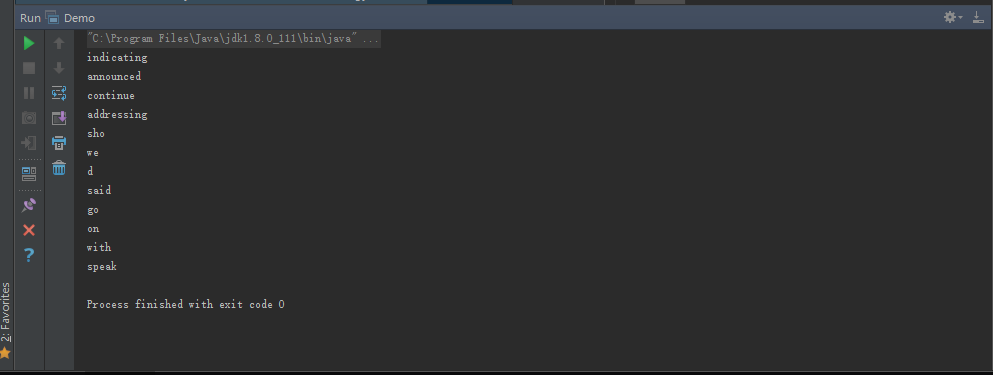 Run Demo
"C:\Program Files\Java\jdk1.8.0_111\bin\java" ...
indicating
announced
continue
addressing
sho
we
d
said
go
on
with
speak
Process finished with exit code 0
2: Favorites